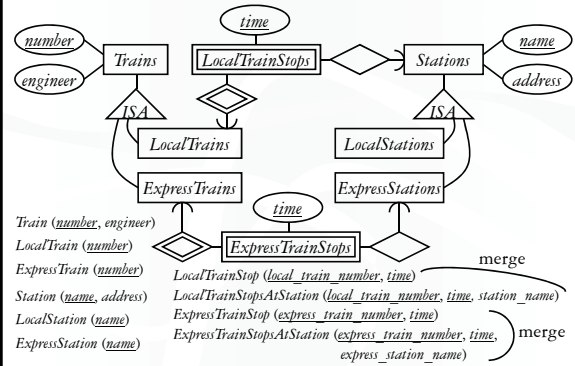 time
number
name
Trains
LocalTrainStops
Stations
engineer
address
ISA
ISA
LocalTrains
LocalStations
ExpressTrains
ExpressStations
time
ExpressTrainStops
Train (number, engineer)
LocalTrain (number)
ExpressTrain (number)
Station (name, address)
LocalStation (name)
ExpressStation (name)
LocalTrainStop (local_train_number, time)
LocalTrainStopsAtStation (local_train_number, time, station_name)
ExpressTrainStop (express_train_number, time)
ExpressTrainStopsAtStation (express_train_number, time,
express_station_name)
merge
merge